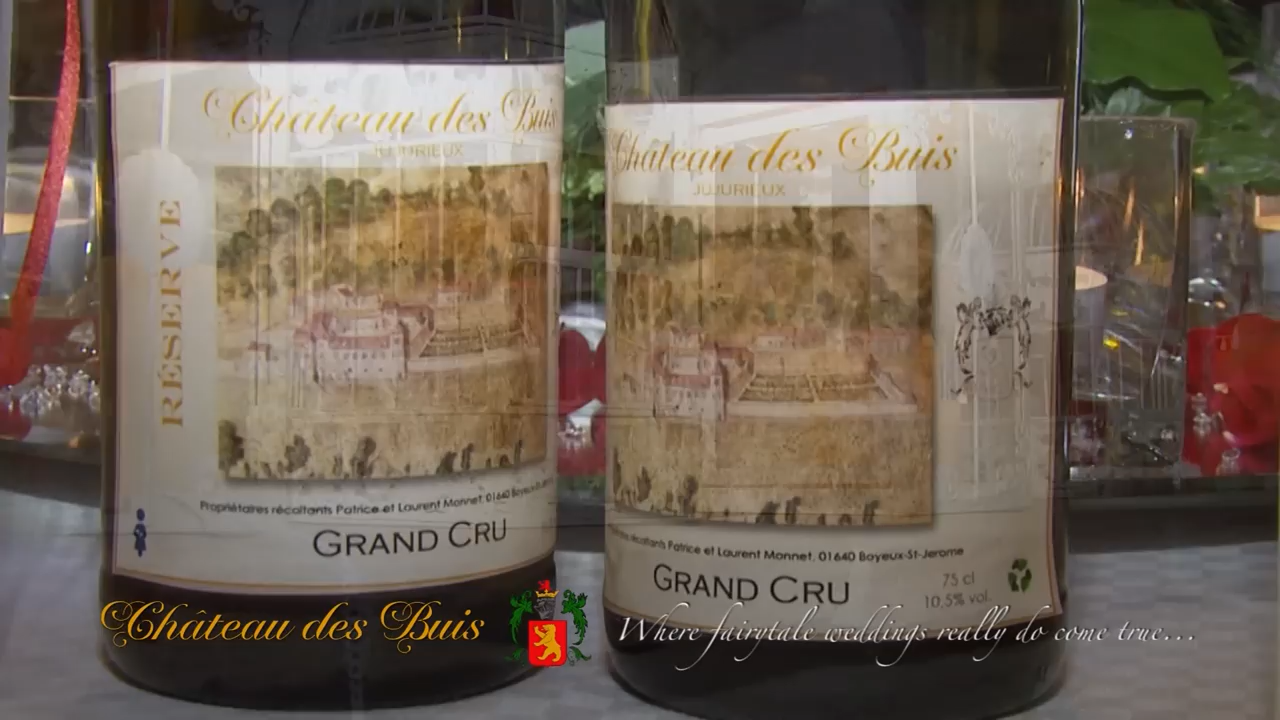 Château des Buis
JUJURIEUX
RESERVE
Propriétaires récoltants Patrice et Laurent Monnet, 01640 Boyeux-St-
GRAND CRU
Château des Buis
JUJURIEUX
récoltants Patrice et Laurent Monnet, 01640 Boyeux-St-Jerome
GRAND CRU
75 cl
10,5% vol.
Château des Buis
Where fairytale weddings really do come true...